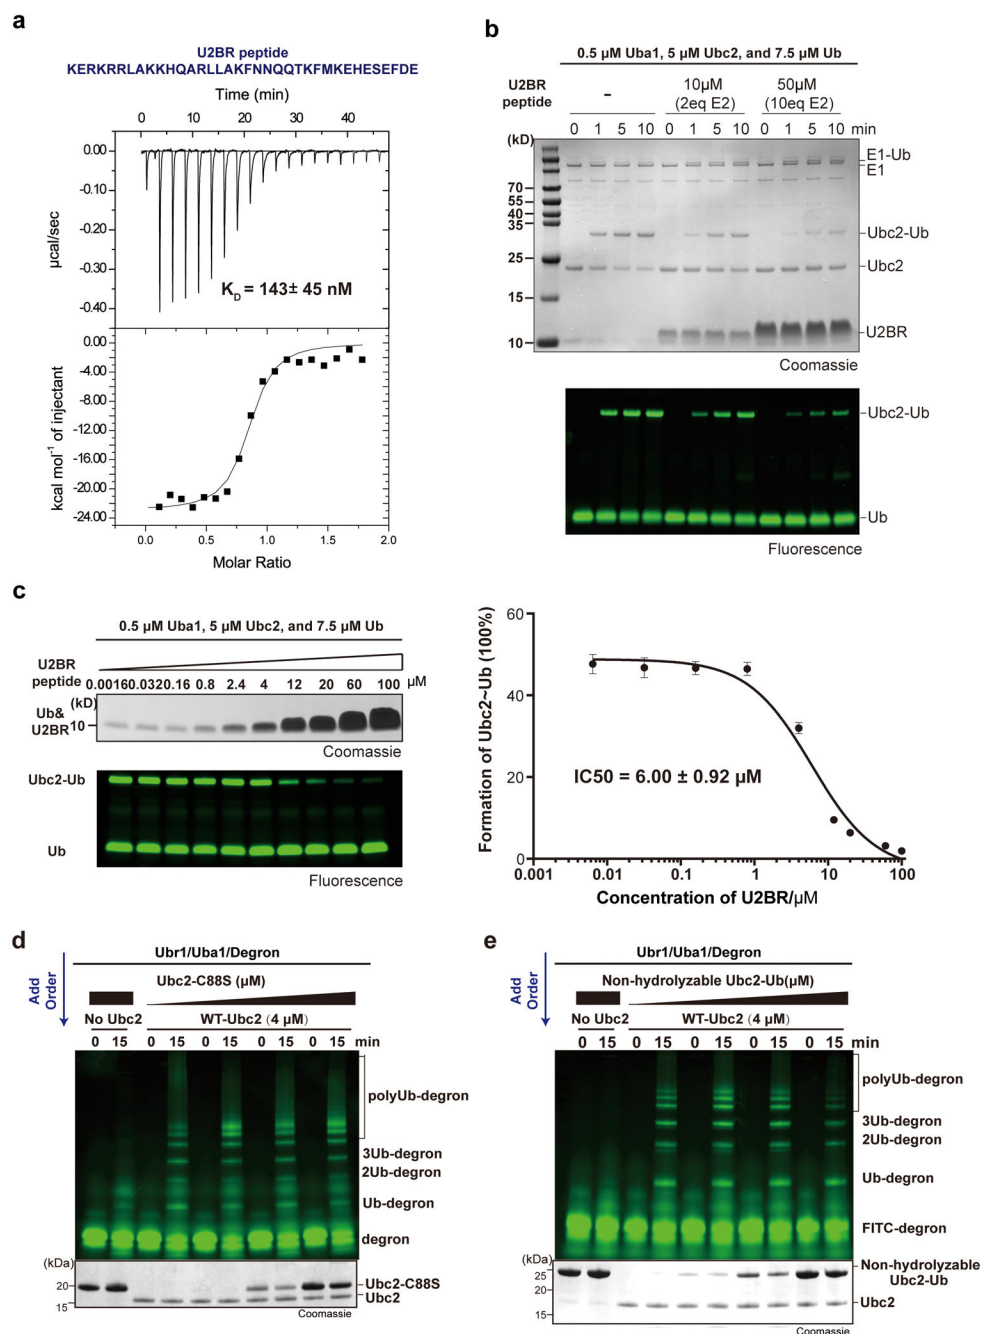 a
U2BR peptide
KERKRRLAKKHQARLLAKFNNQQTKFMKEHESEFDE
Time (min)
0 10 20 30 40
0.00
-0.10
-0.20
-0.30
-0.40
µcal/sec
KD = 143± 45 nM
0.00
-4.00
-8.00
-12.00
-16.00
-20.00
-24.00
kcal mol-1 of injectant
0.0 0.5 1.0 1.5 2.0
Molar Ratio
b
0.5 µM Uba1, 5 µM Ubc2, and 7.5 µM Ub
U2BR peptide
-
10µM (2eq E2)
50µM (10eq E2)
0 1 5 10 0 1 5 10 0 1 5 10 min
(kD)
70
55
40
35
25
15
10
E1-Ub
E1
Ubc2-Ub
Ubc2
U2BR
Coomassie
Ubc2-Ub
Ub
Fluorescence
c
0.5 µM Uba1, 5 µM Ubc2, and 7.5 µM Ub
U2BR
peptide
0.00160.0320.16 0.8 2.4 4 12 20 60 100 µM
(kD)
Ub&
U2BR
10
Coomassie
Ubc2-Ub
Ub
Fluorescence
Formation of Ubc2~Ub (100%)
60
40
20
0
IC50 = 6.00 ± 0.92 µM
0.001 0.01 0.1 1 10 100
Concentration of U2BR/µM
d
Add Order
Ubr1/Uba1/Degron
Ubc2-C88S (µM)
No Ubc2 WT-Ubc2 (4 µM)
0 15 0 15 0 15 0 15 0 15 min
polyUb-degron
3Ub-degron
2Ub-degron
Ub-degron
degron
(kDa)
20
15
Ubc2-C88S
Ubc2
Coomassie
e
Add Order
Ubr1/Uba1/Degron
Non-hydrolyzable Ubc2-Ub(µM)
No Ubc2 WT-Ubc2 (4 µM)
0 15 0 15 0 15 0 15 0 15 min
polyUb-degron
3Ub-degron
2Ub-degron
Ub-degron
FITC-degron
(kDa)
25
20
15
Non-hydrolyzable
Ubc2-Ub
Ubc2
Coomassie